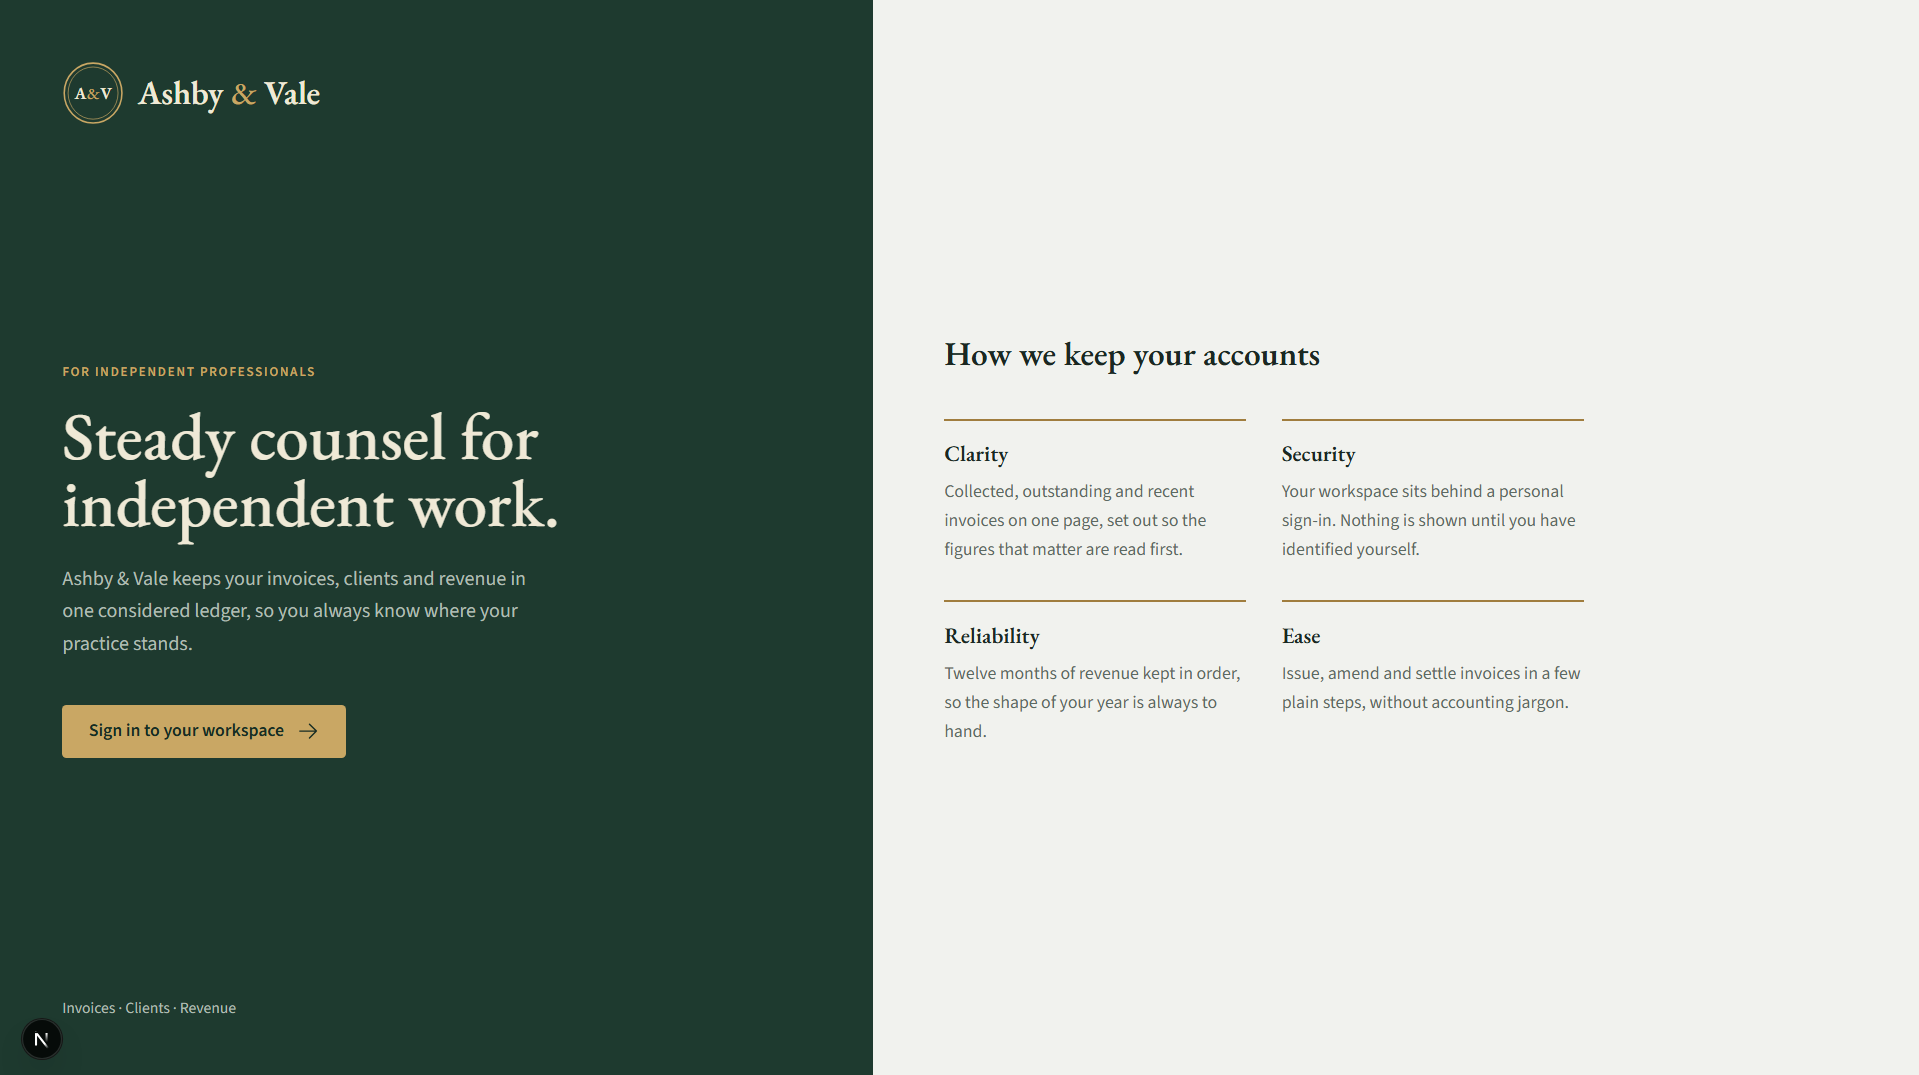 A&V
Ashby & Vale
FOR INDEPENDENT PROFESSIONALS
Steady counsel for
independent work.
Ashby & Vale keeps your invoices, clients and revenue in
one considered ledger, so you always know where your
practice stands.
Sign in to your workspace
Invoices · Clients · Revenue
N
How we keep your accounts
Clarity
Collected, outstanding and recent
invoices on one page, set out so the
figures that matter are read first.
Security
Your workspace sits behind a personal
sign-in. Nothing is shown until you have
identified yourself.
Reliability
Twelve months of revenue kept in order,
so the shape of your year is always to
hand.
Ease
Issue, amend and settle invoices in a few
plain steps, without accounting jargon.